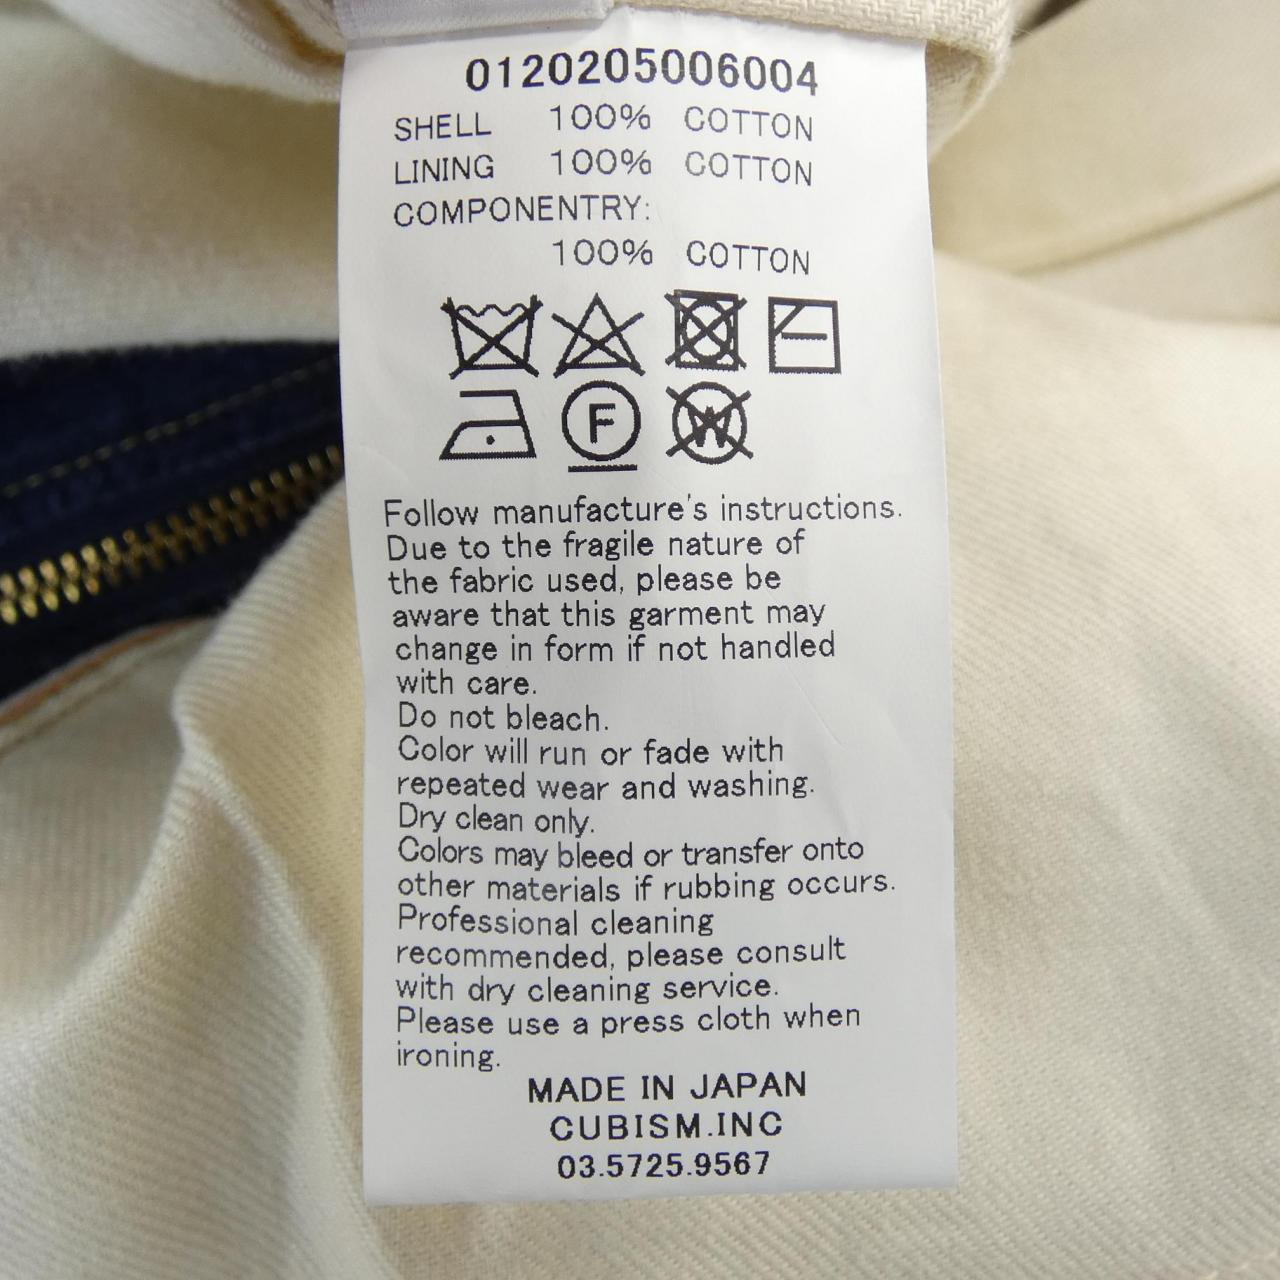 0120205006004
SHELL 100% COTTON
LINING 100% COTTON
COMPONENTRY:
100% COTTON
F
W
Follow manufacture's instructions.
Due to the fragile nature of
the fabric used, please be
aware that this garment may
change in form if not handled
with care.
Do not bleach.
Color will run or fade with
repeated wear and washing.
Dry clean only.
Colors may bleed or transfer onto
other materials if rubbing occurs.
Professional cleaning
recommended, please consult
with dry cleaning service.
Please use a press cloth when
ironing.
MADE IN JAPAN
CUBISM.INC
03.5725.9567